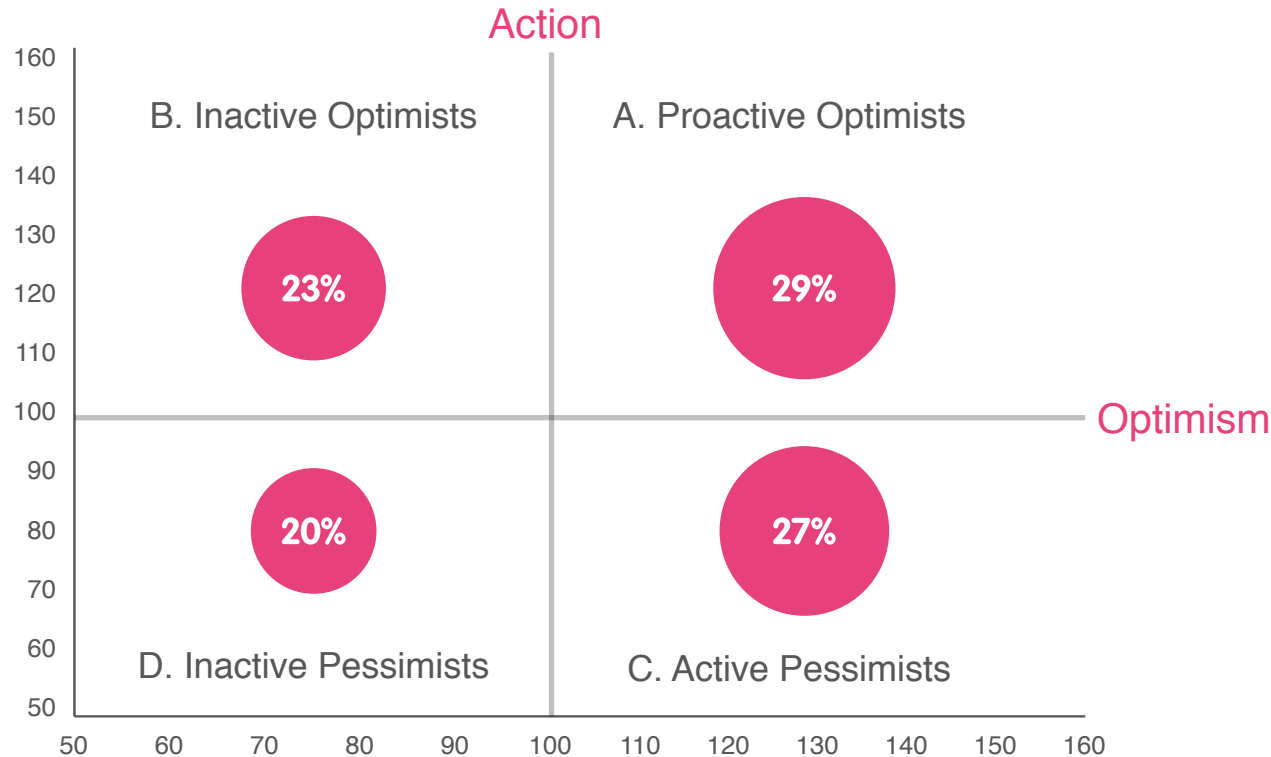 Action
160
150
140
130
120
110
100
90
80
70
60
50
B. Inactive Optimists
A. Proactive Optimists
23%
29%
Optimism
20%
27%
D. Inactive Pessimists
C. Active Pessimists
50 60 70 80 90 100 110 120 130 140 150 160